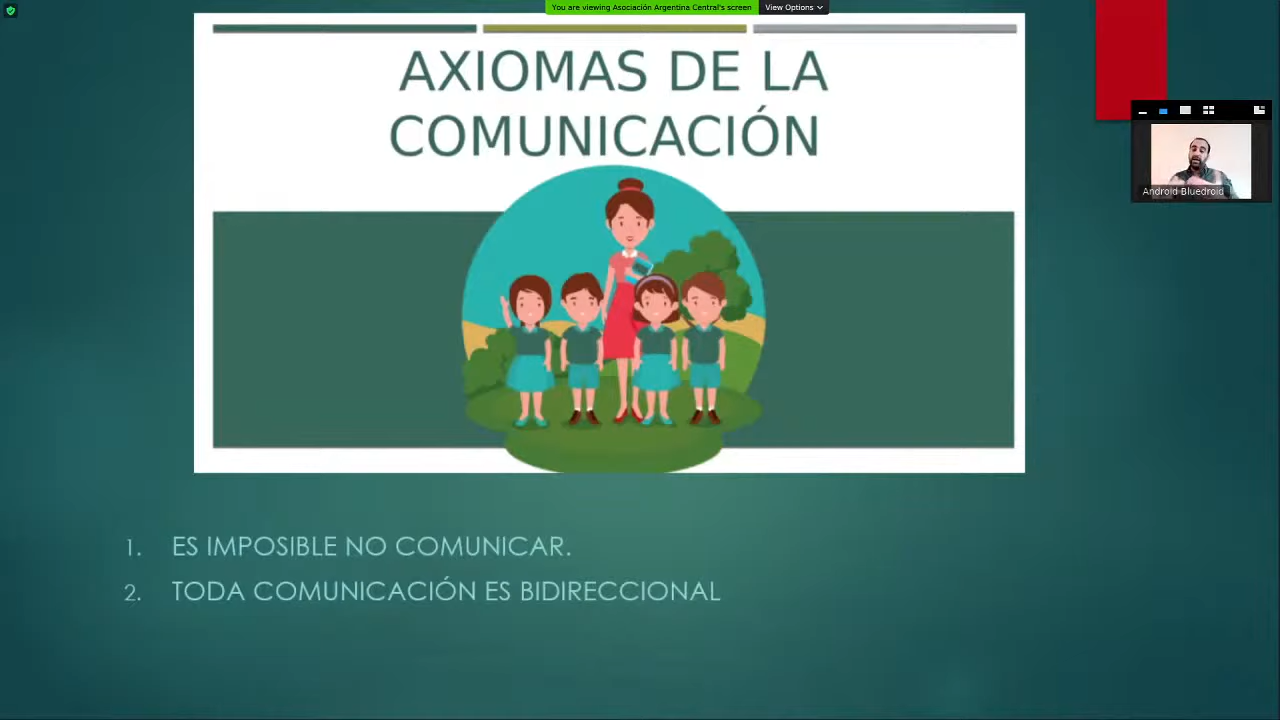 You are viewing Asociación Argentina Central's screen
View Options
AXIOMAS DE LA
COMUNICACIÓN
Android Bluedroid
1. ES IMPOSIBLE NO COMUNICAR.
2. TODA COMUNICACIÓN ES BIDIRECCIONAL